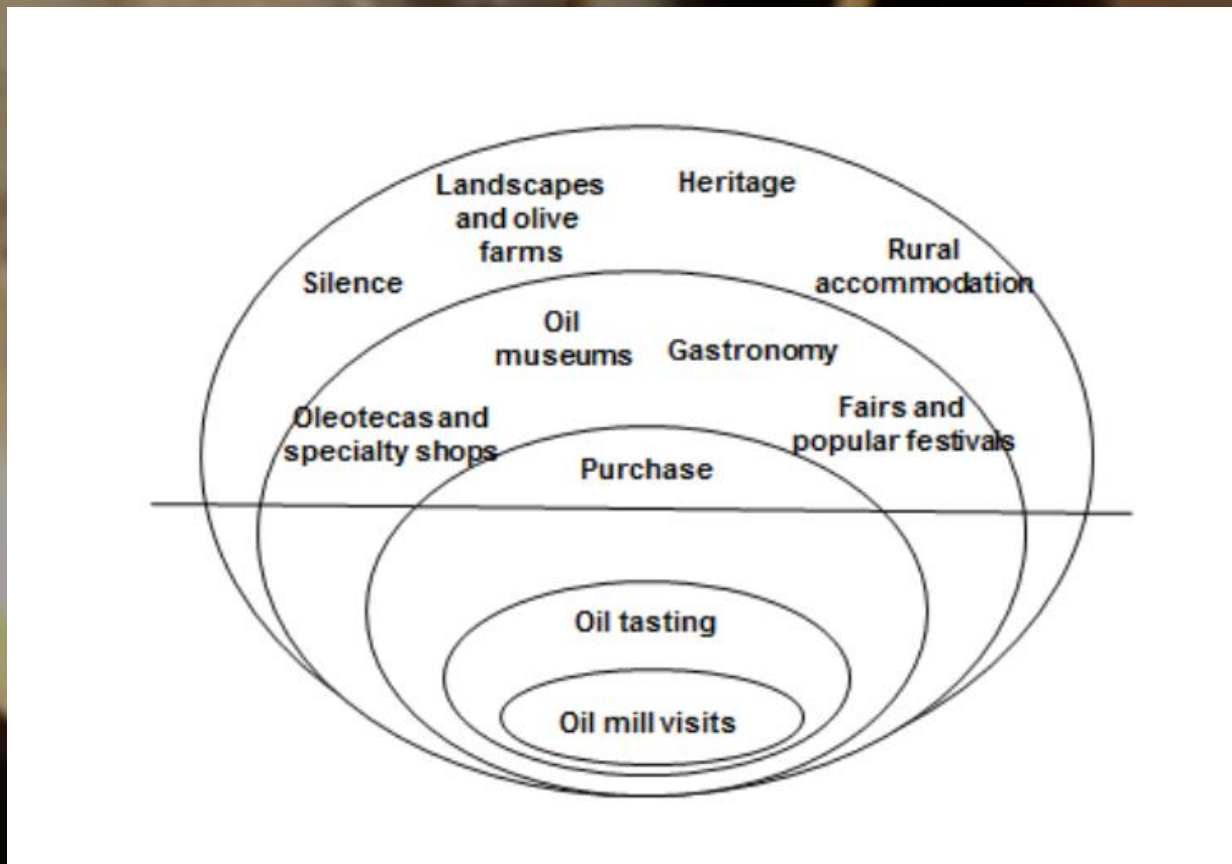 Landscapes
and olive
farms
Heritage
Rural
accommodation
Silence
Oil
museums
Gastronomy
Oleotecas and
specialty shops
Fairs and
popular festivals
Purchase
Oil tasting
Oil mill visits